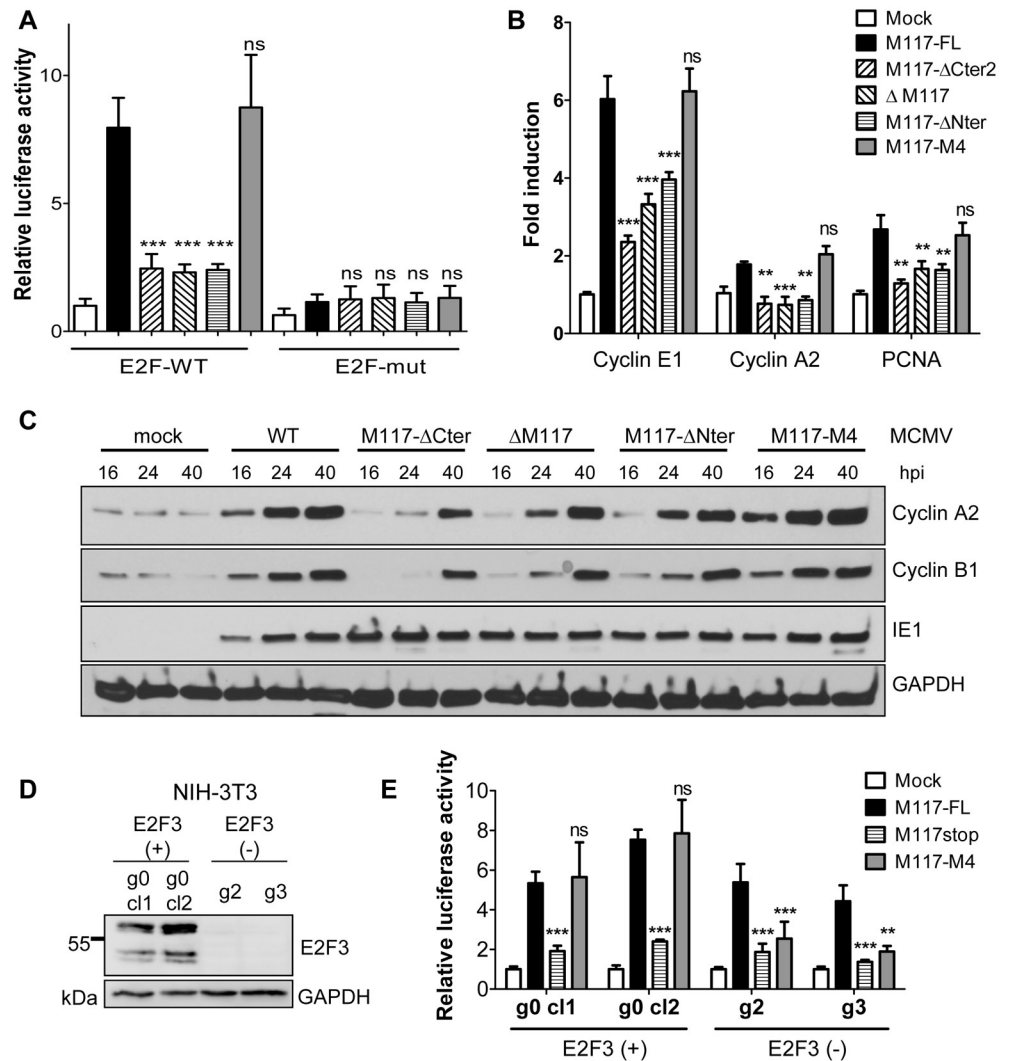 A
Relative luciferase activity
10
5
0
*** *** *** ns
ns ns ns ns
E2F-WT E2F-mut
B
Fold induction
8
6
4
2
0
*** *** *** ns
** *** ** ns
** ** ** ns
Cyclin E1 Cyclin A2 PCNA
Mock
M117-FL
M117-ΔCter2
Δ M117
M117-ΔNter
M117-M4
C
mock WT M117-ΔCter ΔM117 M117-ΔNter M117-M4 MCMV
16 24 40 16 24 40 16 24 40 16 24 40 16 24 40 16 24 40 hpi
Cyclin A2
Cyclin B1
IE1
GAPDH
D
NIH-3T3
E2F3 E2F3
(+) (-)
g0 g0
cl1 cl2 g2 g3
55
E2F3
kDa
GAPDH
E
Relative luciferase activity
10
8
6
4
2
0
*** ns
*** ns
*** ***
*** **
g0 cl1 g0 cl2 g2 g3
E2F3 (+) E2F3 (-)
Mock
M117-FL
M117stop
M117-M4